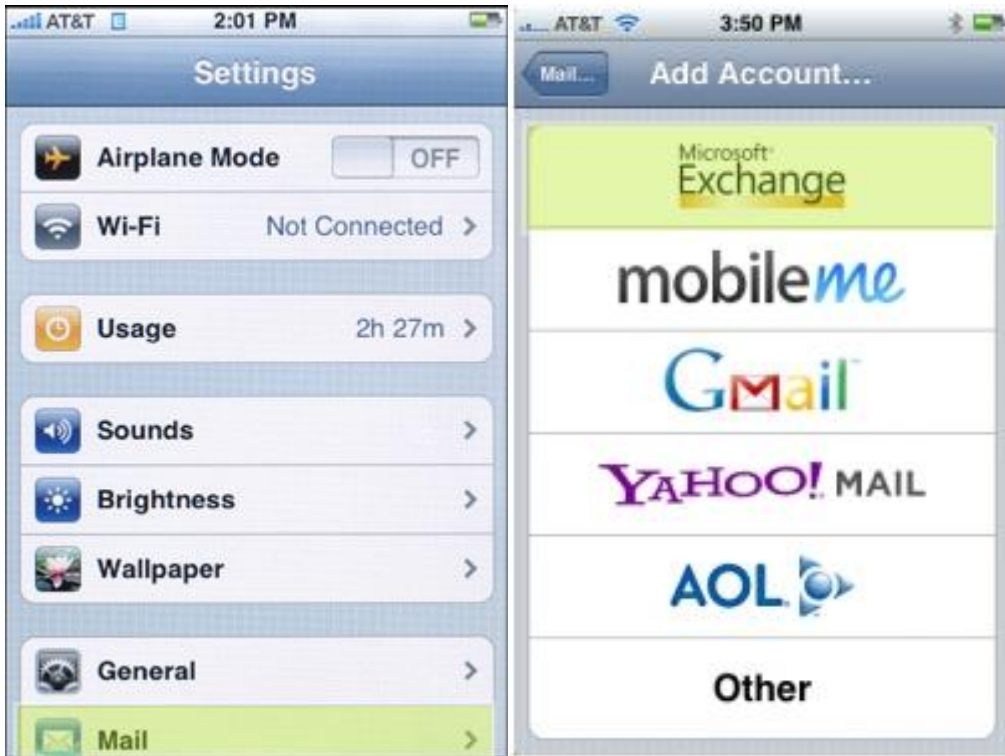 AT&T 2:01 PM
Settings
Airplane Mode OFF
Wi-Fi Not Connected
Usage 2h 27m
Sounds
Brightness
Wallpaper
General
Mail
AT&T 3:50 PM
Mail... Add Account...
Microsoft
Exchange
mobileme
Gmail
YAHOO! MAIL
AOL
Other